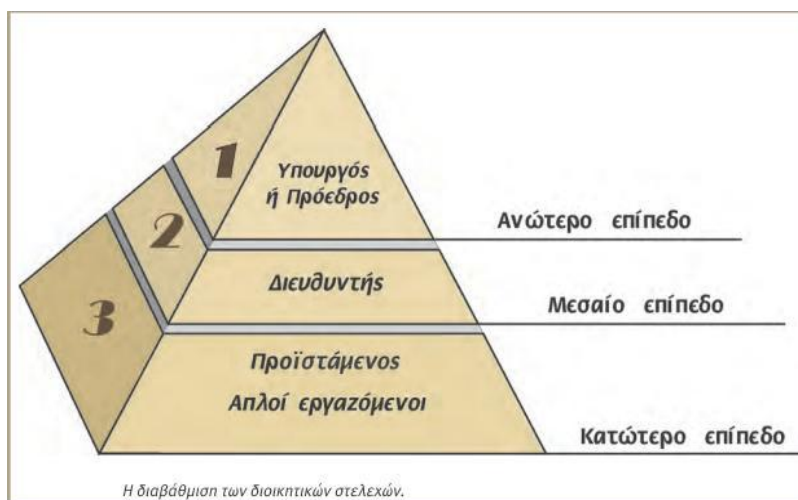 1
Υπουργός
ή Πρόεδρος
Ανώτερο επίπεδο
2
Διευθυντής
Μεσαίο επίπεδο
3
Προϊστάμενος
Απλοί εργαζόμενοι
Κατώτερο επίπεδο
Η διαβάθμιση των διοικητικών στελεχών.